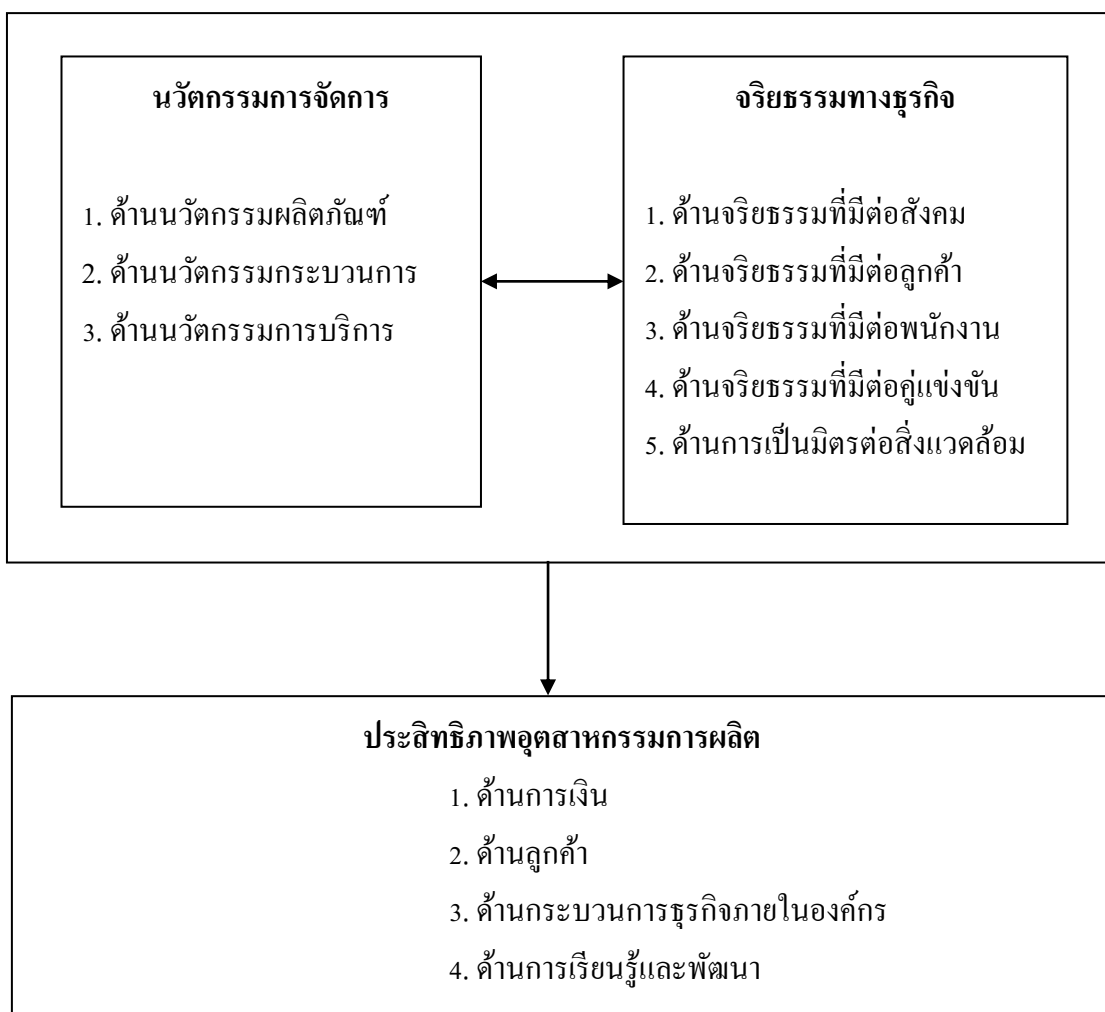 นวัตกรรมการจัดการ
1. ด้านนวัตกรรมผลิตภัณฑ์
2. ด้านนวัตกรรมกระบวนการ
3. ด้านนวัตกรรมการบริการ
จริยธรรมทางธุรกิจ
1. ด้านจริยธรรมที่มีต่อสังคม
2. ด้านจริยธรรมที่มีต่อลูกค้า
3. ด้านจริยธรรมที่มีต่อพนักงาน
4. ด้านจริยธรรมที่มีต่อคู่แข่งขัน
5. ด้านการเป็นมิตรต่อสิ่งแวดล้อม
ประสิทธิภาพอุตสาหกรรมการผลิต
1. ด้านการเงิน
2. ด้านลูกค้า
3. ด้านกระบวนการธุรกิจภายในองค์กร
4. ด้านการเรียนรู้และพัฒนา